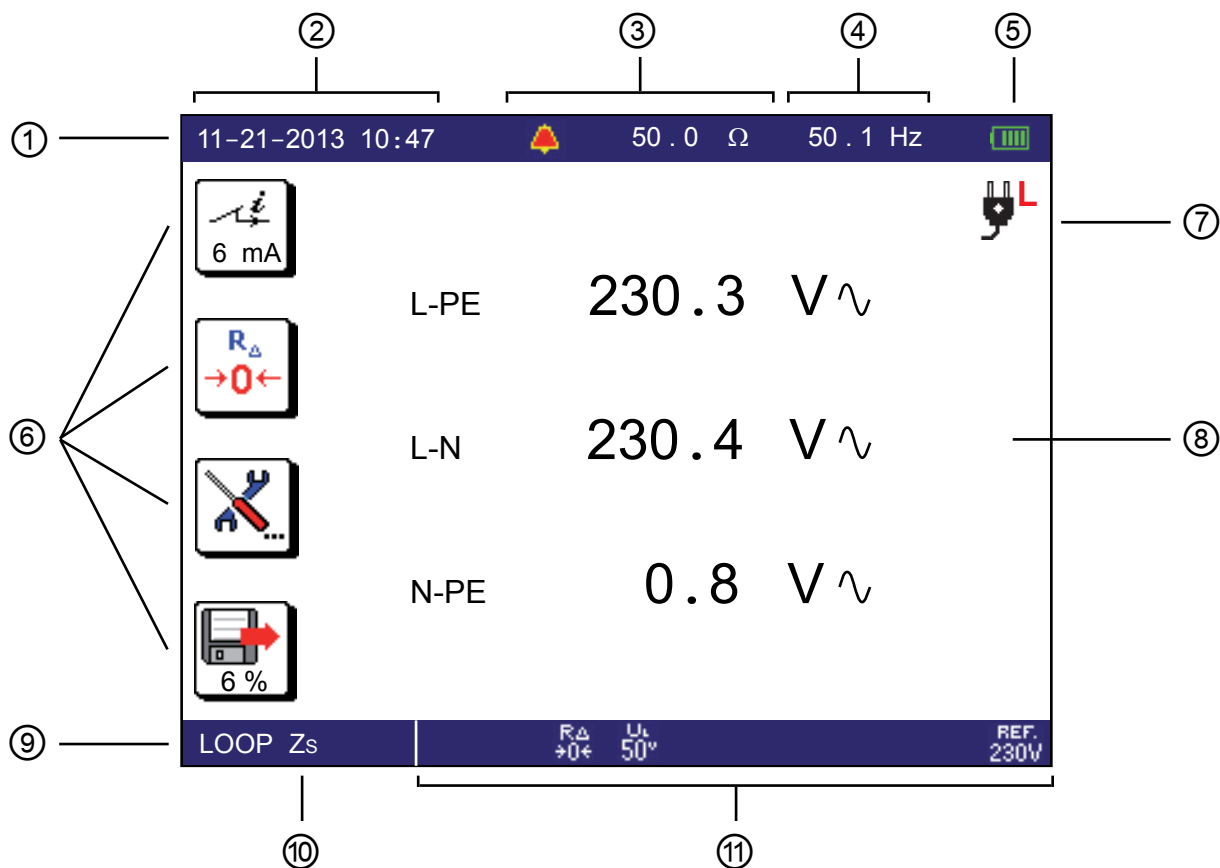 ② ③ ④ ⑤
① 11-21-2013 10:47 50.0 Ω 50.1 Hz
i
6 mA
L ⑦
L-PE 230.3 V
R△
→0←
⑥ L-N 230.4 V ⑧
...
N-PE 0.8 V
6 %
⑨ LOOP Zs R△ →0← UL 50V REF. 230V
⑩ ⑪